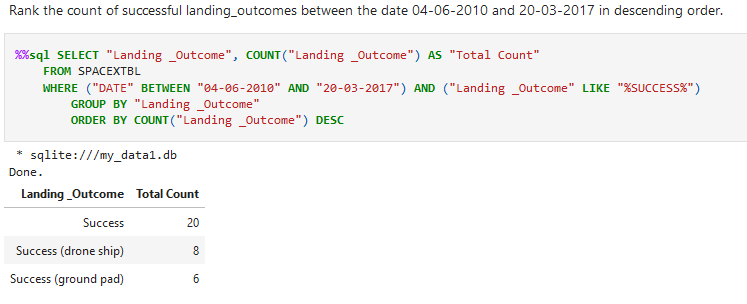 Rank the count of successful landing_outcomes between the date 04-06-2010 and 20-03-2017 in descending order.
%%sql SELECT "Landing _Outcome", COUNT("Landing _Outcome") AS "Total Count"
FROM SPACEXTBL
WHERE ("DATE" BETWEEN "04-06-2010" AND "20-03-2017") AND ("Landing _Outcome" LIKE "%SUCCESS%")
GROUP BY "Landing _Outcome"
ORDER BY COUNT("Landing _Outcome") DESC
* sqlite:///my_data1.db
Done.
Landing _Outcome Total Count
Success 20
Success (drone ship) 8
Success (ground pad) 6